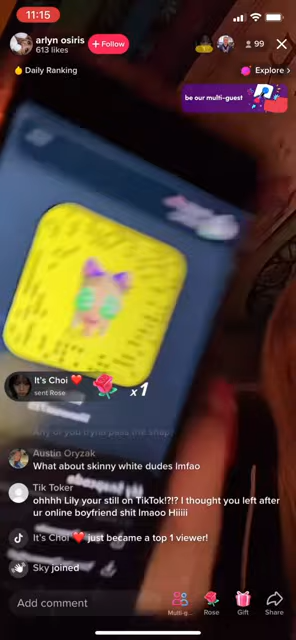 11:15
arlyn osiris
613 likes
+ Follow
99
Daily Ranking
Explore >
be our multi-guest
It's Choi ❤️
sent Rose
x1
Austin Oryzak
What about skinny white dudes lmfao
Tik Toker
ohhhh Lily your still on TikTok!?!? I thought you left after
ur online boyfriend shit lmaoo Hiiiii
It's Choi ❤️ just became a top 1 viewer!
Sky joined
Add comment
Multi-g...
Rose
Gift
Share